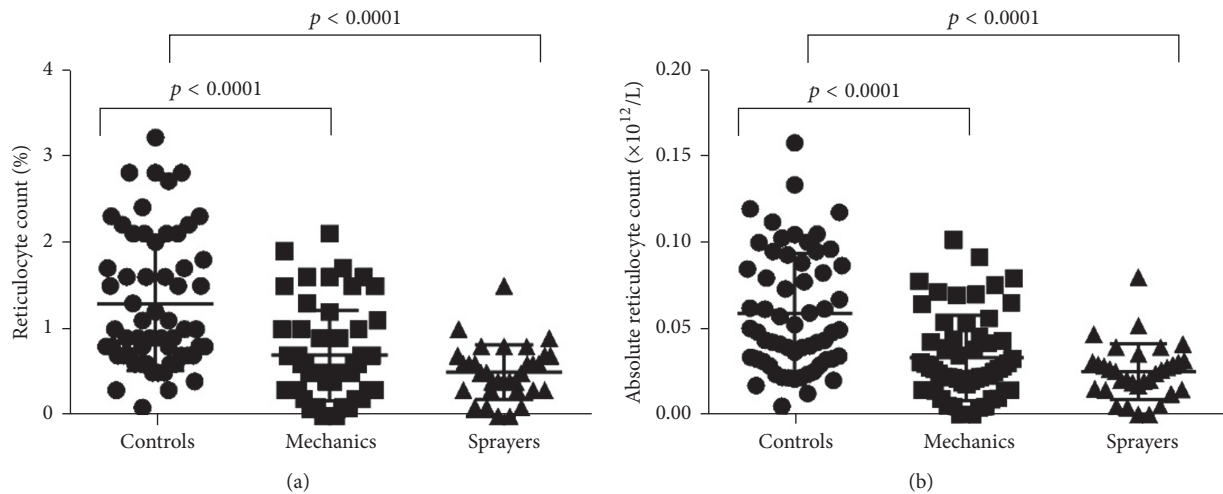 p < 0.0001
p < 0.0001
Reticulocyte count (%)
4
3
2
1
0
Controls
Mechanics
Sprayers
(a)
p < 0.0001
p < 0.0001
Absolute reticulocyte count (×10¹²/L)
0.20
0.15
0.10
0.05
0.00
Controls
Mechanics
Sprayers
(b)